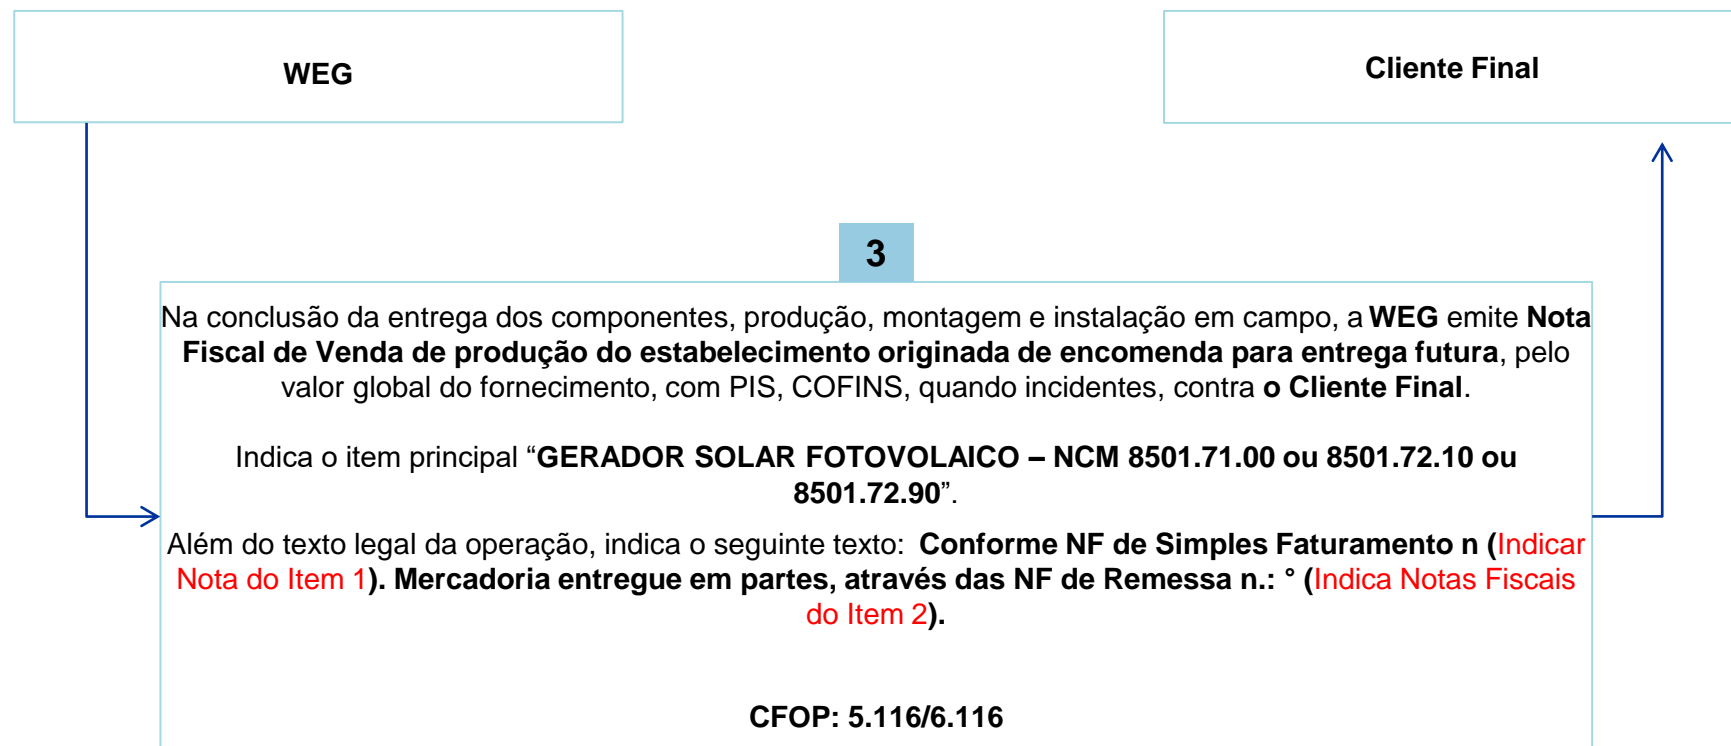 WEG
Cliente Final
3
Na conclusão da entrega dos componentes, produção, montagem e instalação em campo, a WEG emite Nota
Fiscal de Venda de produção do estabelecimento originada de encomenda para entrega futura, pelo
valor global do fornecimento, com PIS, COFINS, quando incidentes, contra o Cliente Final.
Indica o item principal “GERADOR SOLAR FOTOVOLAICO – NCM 8501.71.00 ou 8501.72.10 ou
8501.72.90”.
Além do texto legal da operação, indica o seguinte texto: Conforme NF de Simples Faturamento n (Indicar
Nota do Item 1). Mercadoria entregue em partes, através das NF de Remessa n.: ° (Indica Notas Fiscais
do Item 2).
CFOP: 5.116/6.116